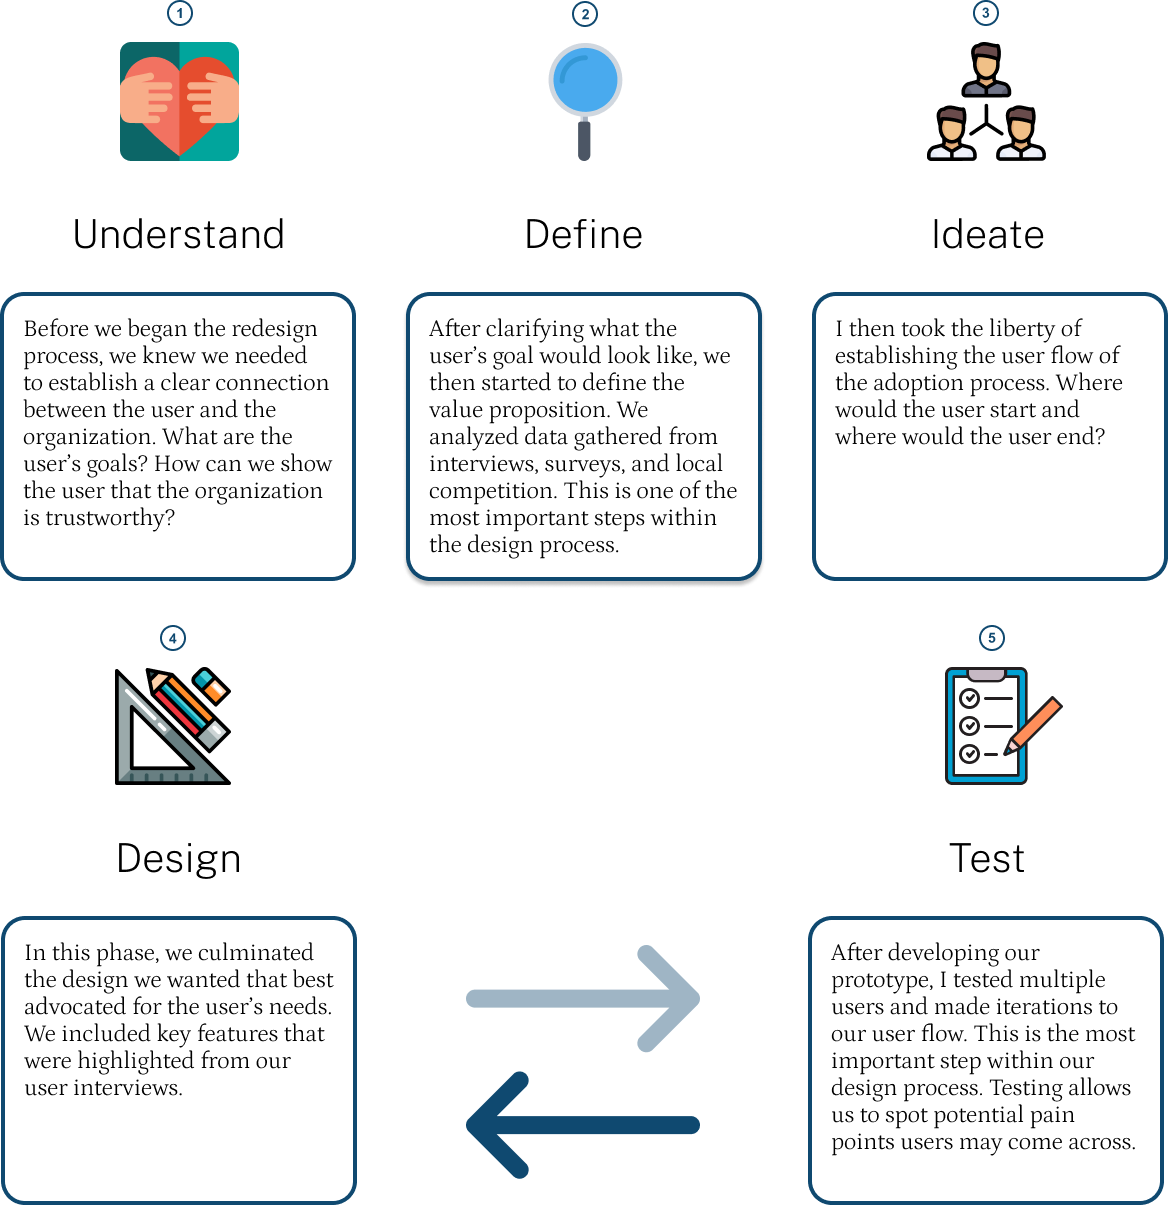 1
Understand
Before we began the redesign
process, we knew we needed
to establish a clear connection
between the user and the
organization. What are the
user’s goals? How can we show
the user that the organization
is trustworthy?
2
Define
After clarifying what the
user’s goal would look like, we
then started to define the
value proposition. We
analyzed data gathered from
interviews, surveys, and local
competition. This is one of the
most important steps within
the design process.
3
Ideate
I then took the liberty of
establishing the user flow of
the adoption process. Where
would the user start and
where would the user end?
4
Design
In this phase, we culminated
the design we wanted that best
advocated for the user’s needs.
We included key features that
were highlighted from our
user interviews.
5
Test
After developing our
prototype, I tested multiple
users and made iterations to
our user flow. This is the most
important step within our
design process. Testing allows
us to spot potential pain
points users may come across.